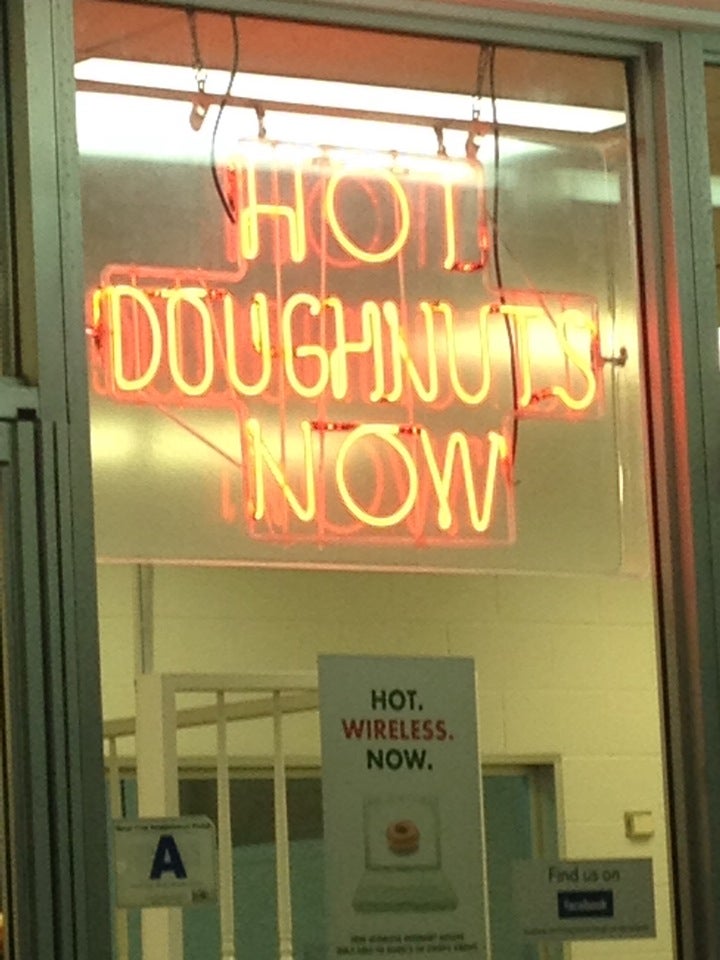 HOT
DOUGHNUTS
NOW
HOT.
WIRELESS.
NOW.
A
Find us on
facebook